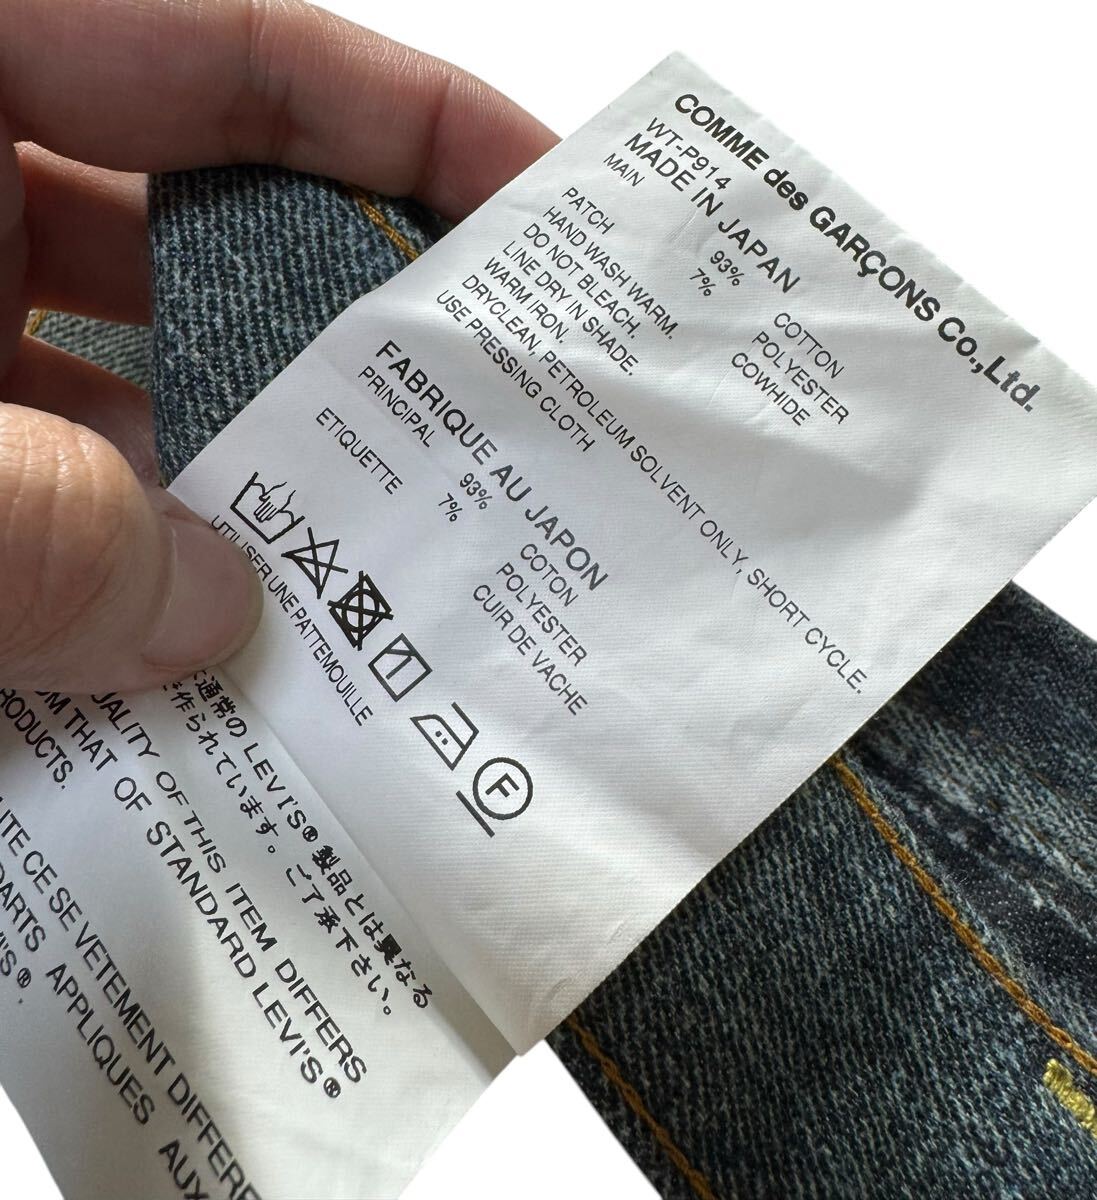 COMME des GARÇONS Co.,Ltd.
WT-P914
MADE IN JAPAN
MAIN 93% COTTON
7% POLYESTER
PATCH COWHIDE
HAND WASH WARM.
DO NOT BLEACH.
LINE DRY IN SHADE.
WARM IRON.
DRYCLEAN, PETROLEUM SOLVENT ONLY, SHORT CYCLE.
USE PRESSING CLOTH
FABRIQUE AU JAPON
PRINCIPAL 93% COTON
7% POLYESTER
ETIQUETTE CUIR DE VACHE
F
UTILISER UNE PATTEMOUILLE
通常のLEVI'S®製品とは異なる
作られています。ご了承下さい。
QUALITY OF THIS ITEM DIFFERS
THAT OF STANDARD LEVI'S®
PRODUCTS.
CE SE VETEMENT
APPLIQUES AUX